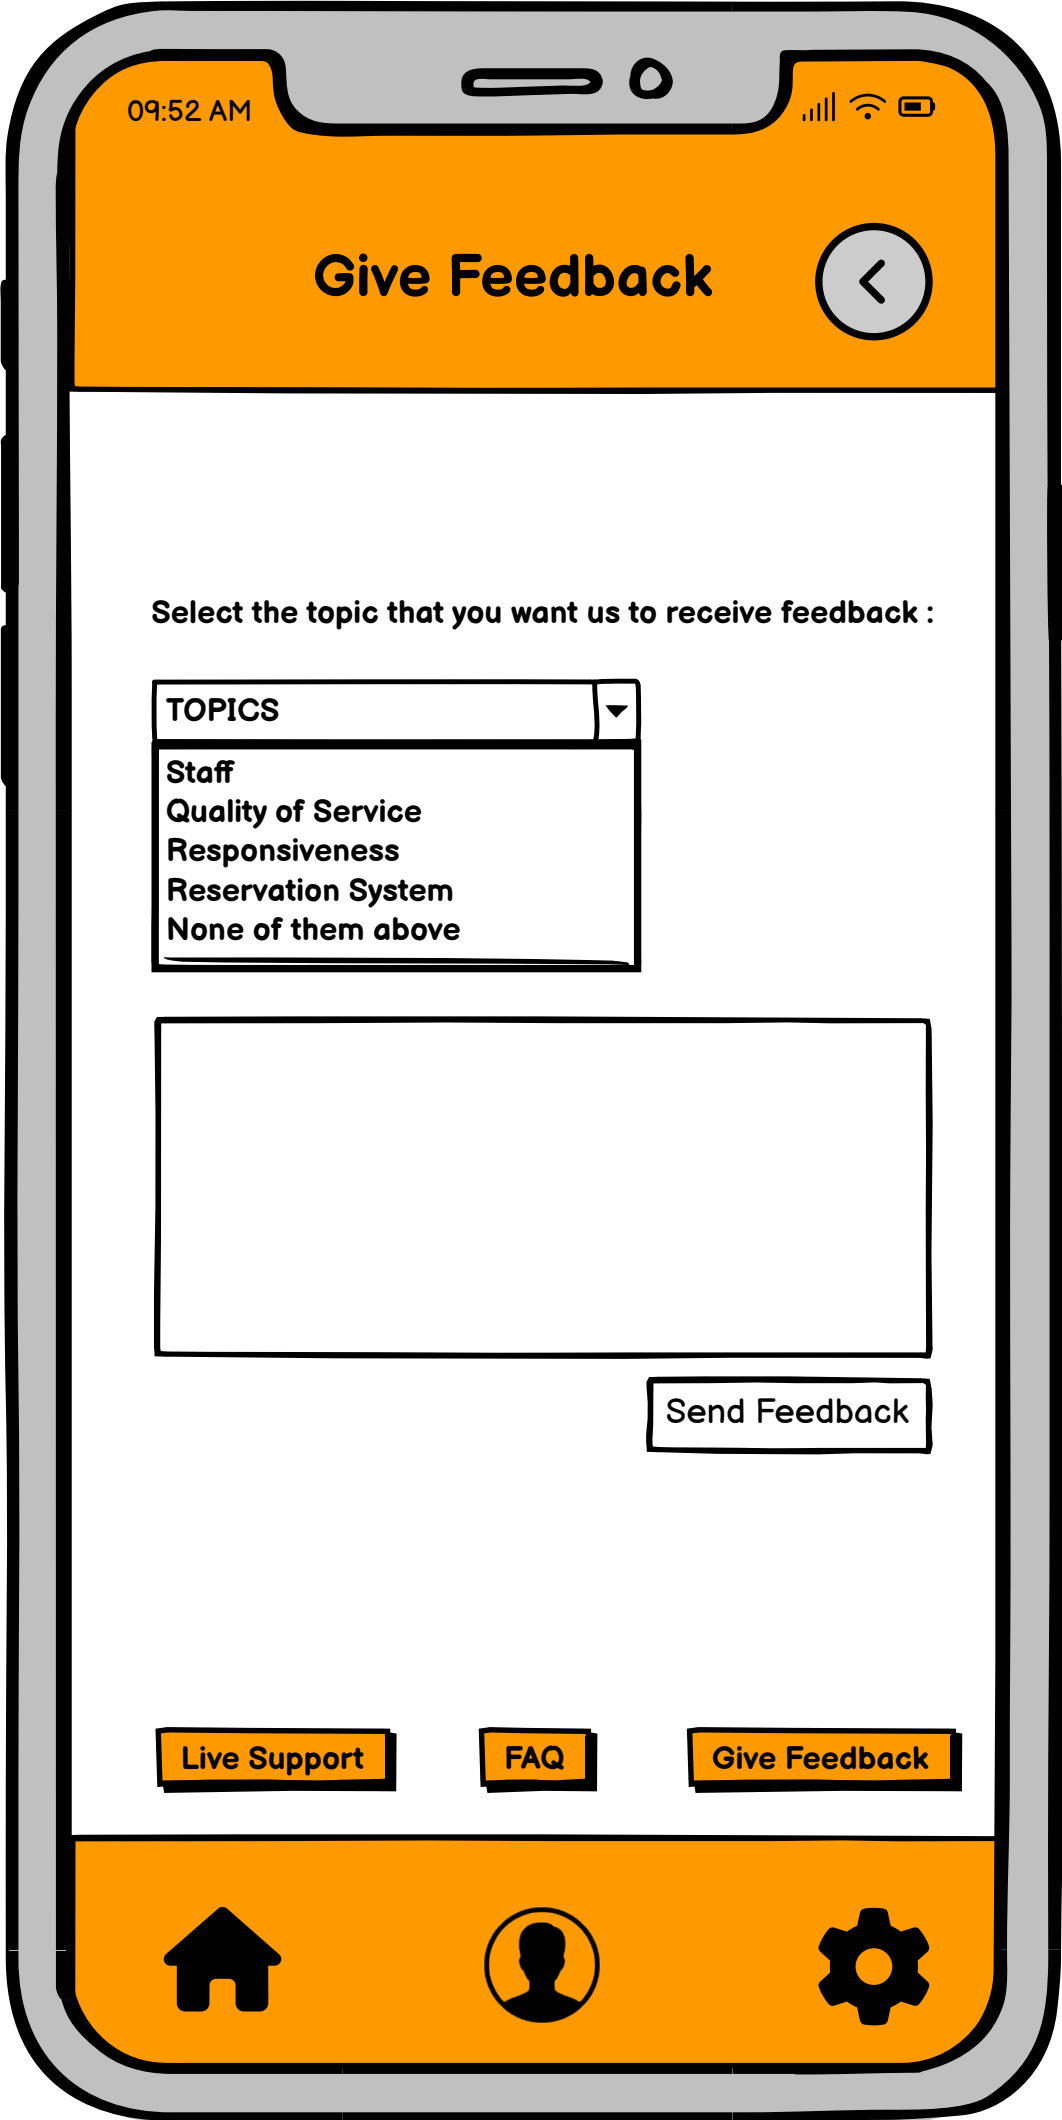 09:52 AM
Give Feedback
Select the topic that you want us to receive feedback :
TOPICS
Staff
Quality of Service
Responsiveness
Reservation System
None of them above
Send Feedback
Live Support
FAQ
Give Feedback